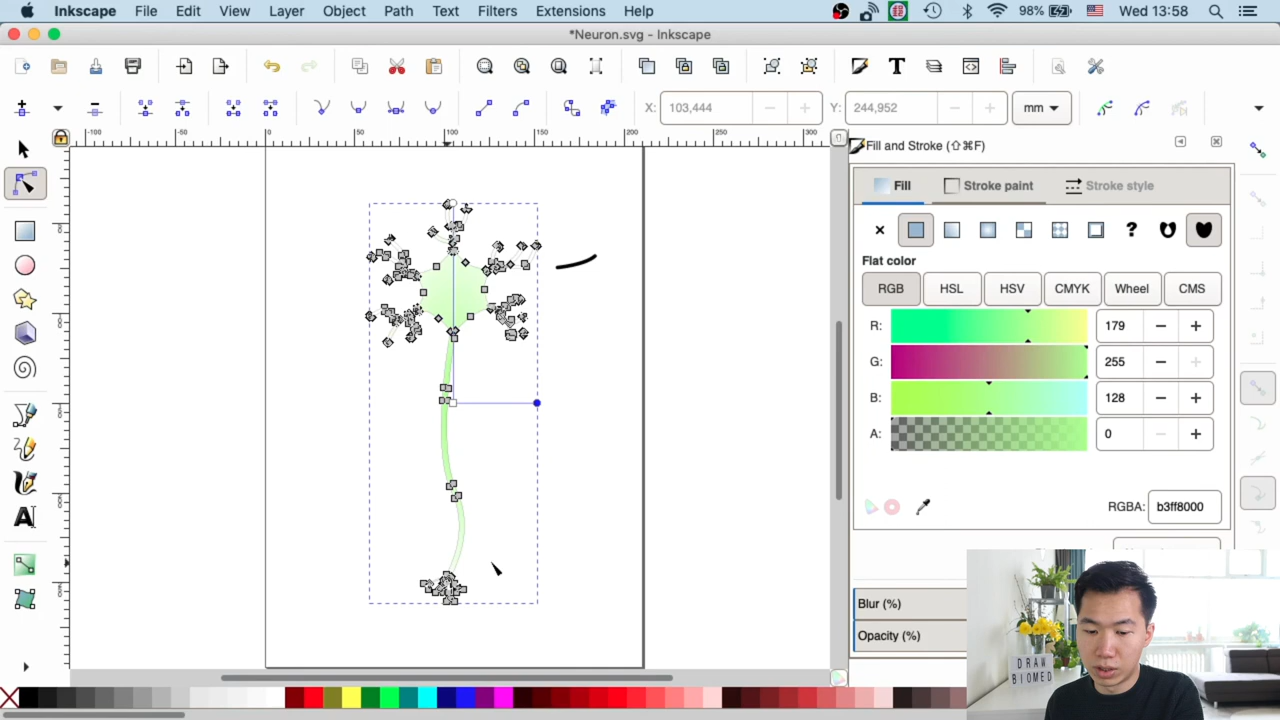 Inkscape File Edit View Layer Object Path Text Filters Extensions Help 98% Wed 13:58
*Neuron.svg - Inkscape
X: 103,444 Y: 244,952 mm
-100 -50 0 50 100 150 200 250 300
Fill and Stroke (⇧⌘F)
Fill Stroke paint Stroke style
Flat color
RGB HSL HSV CMYK Wheel CMS
R: 179
G: 255
B: 128
A: 0
RGBA: b3ff8000
Blur (%)
Opacity (%)
DRAW
BIOMED